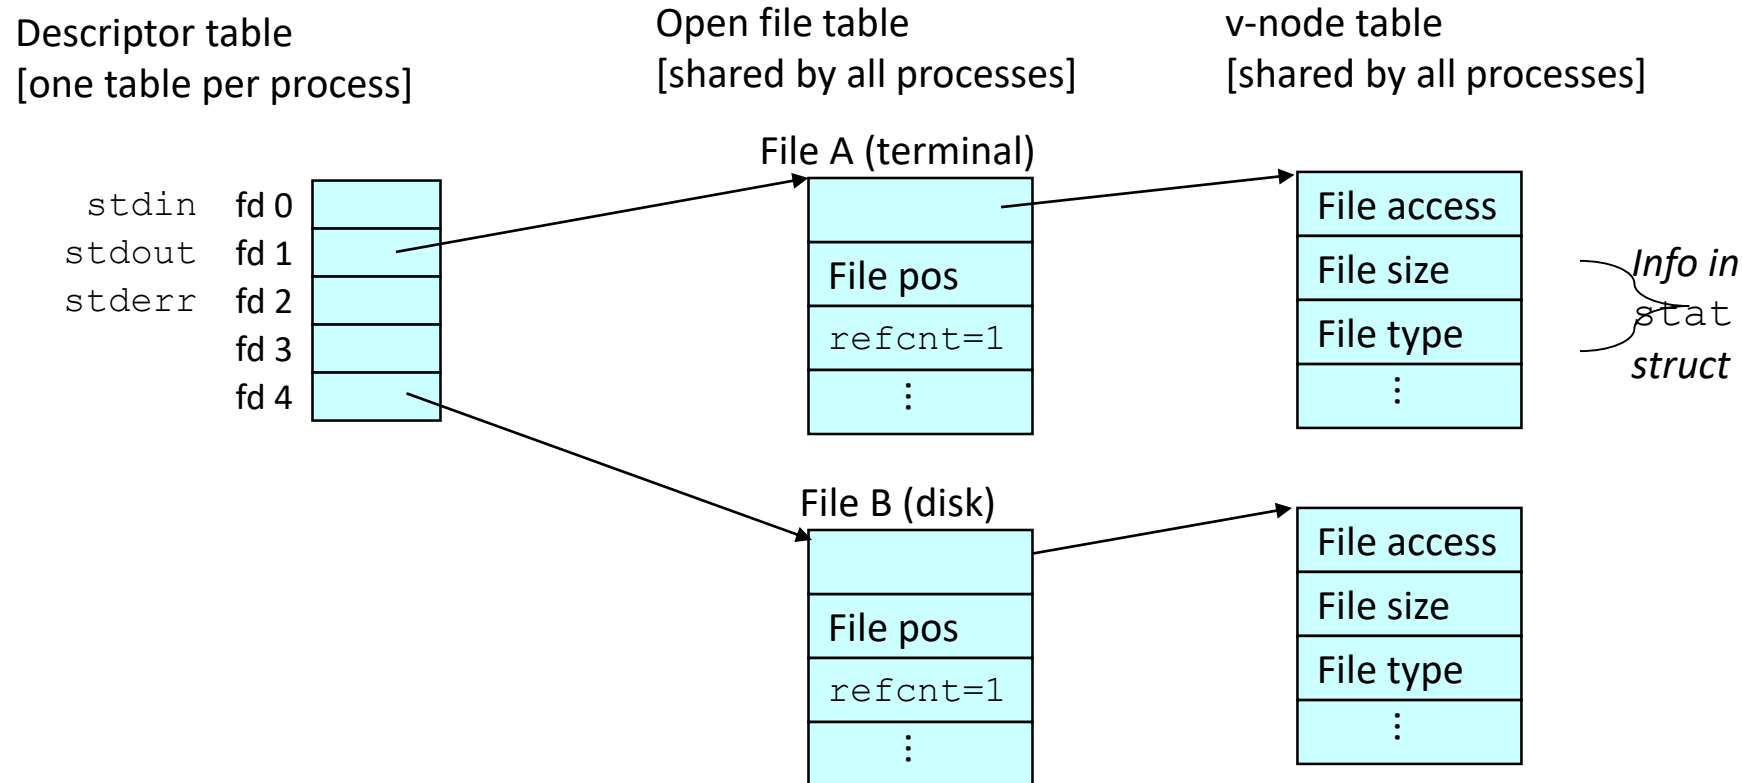 Descriptor table
[one table per process]
Open file table
[shared by all processes]
v-node table
[shared by all processes]
stdin fd 0
stdout fd 1
stderr fd 2
fd 3
fd 4
File A (terminal)
File pos
refcnt=1
⋮
File access
File size
File type
⋮
Info in
stat
struct
File B (disk)
File pos
refcnt=1
⋮
File access
File size
File type
⋮